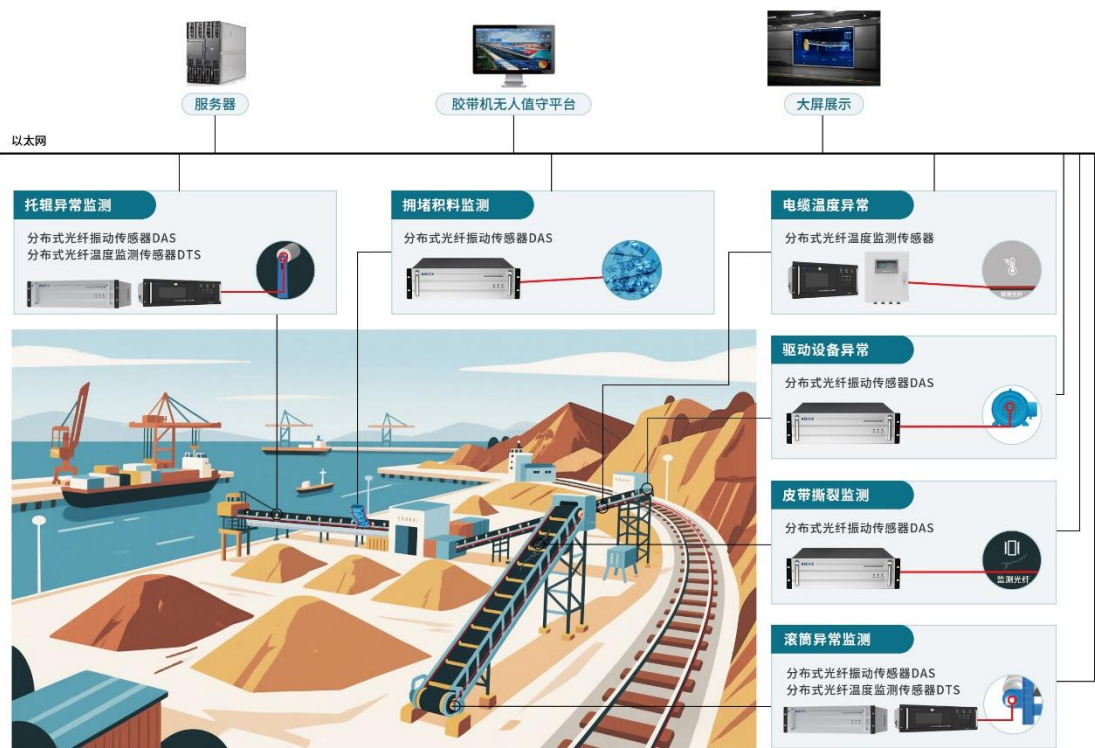 服务器
胶带机无人值守平台
大屏展示
以太网
托辊异常监测
分布式光纤振动传感器DAS
分布式光纤温度监测传感器DTS
拥堵积料监测
分布式光纤振动传感器DAS
电缆温度异常
分布式光纤温度监测传感器
驱动设备异常
分布式光纤振动传感器DAS
皮带撕裂监测
分布式光纤振动传感器DAS
监测光纤
滚筒异常监测
分布式光纤振动传感器DAS
分布式光纤温度监测传感器DTS